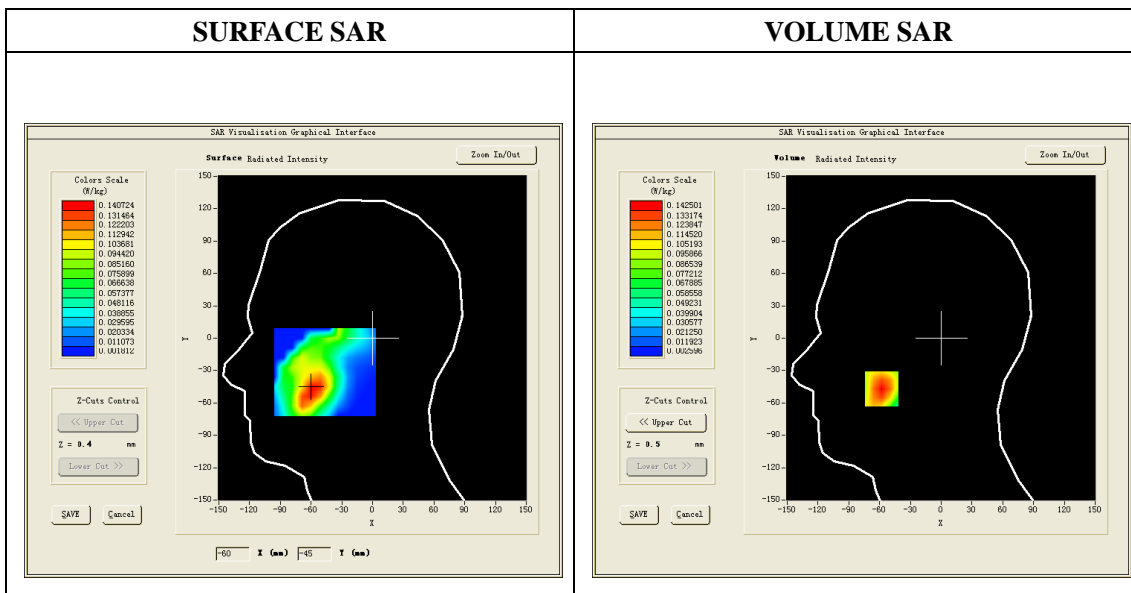 SURFACE SAR
VOLUME SAR
SAR Visualisation Graphical Interface
Surface Radiated Intensity
Zoom In/Out
Colors Scale
(W/kg)
0.140724
0.131464
0.122203
0.112942
0.103681
0.094420
0.085160
0.075899
0.066638
0.057377
0.048116
0.038855
0.029595
0.020334
0.011073
0.001812
Z-Cuts Control
<< Upper Cut
Z = 0.4 mm
Lower Cut >>
SAVE
Cancel
150
120
90
60
30
0
-30
-60
-90
-120
-150
Y
-150 -120 -90 -60 -30 0 30 60 90 120 150
X
-60 X (mm) -45 Y (mm)
SAR Visualisation Graphical Interface
Volume Radiated Intensity
Zoom In/Out
Colors Scale
(W/kg)
0.142501
0.133174
0.123847
0.114520
0.105193
0.095866
0.086539
0.077212
0.067885
0.058558
0.049231
0.039904
0.030577
0.021250
0.011923
0.002596
Z-Cuts Control
<< Upper Cut
Z = 0.5 mm
Lower Cut >>
SAVE
Cancel
150
120
90
60
30
0
-30
-60
-90
-120
-150
Y
-150 -120 -90 -60 -30 0 30 60 90 120 150
X